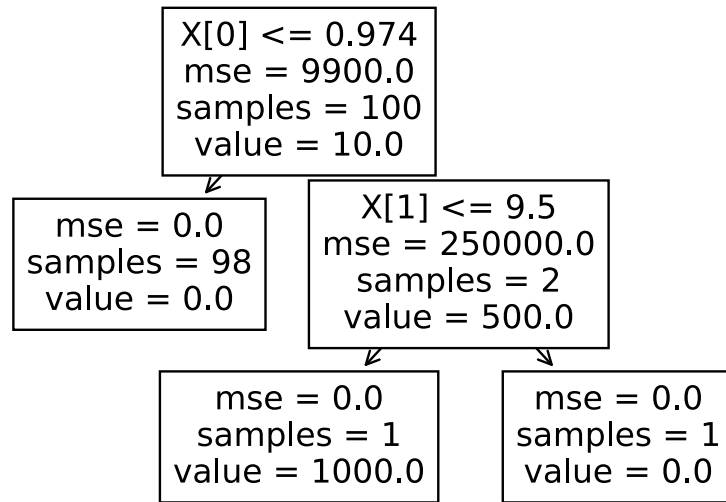 X[0] <= 0.974
mse = 9900.0
samples = 100
value = 10.0
mse = 0.0
samples = 98
value = 0.0
X[1] <= 9.5
mse = 250000.0
samples = 2
value = 500.0
mse = 0.0
samples = 1
value = 1000.0
mse = 0.0
samples = 1
value = 0.0